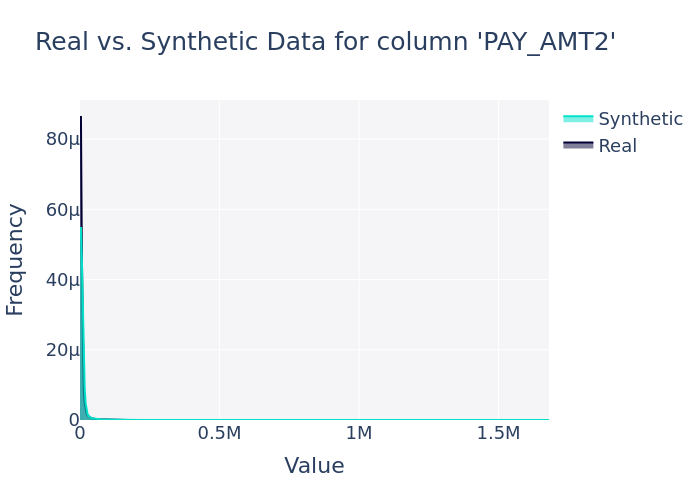 Real vs. Synthetic Data for column 'PAY_AMT2'
Synthetic
Real
80μ
60μ
40μ
20μ
0
Frequency
0
0.5M
1M
1.5M
Value